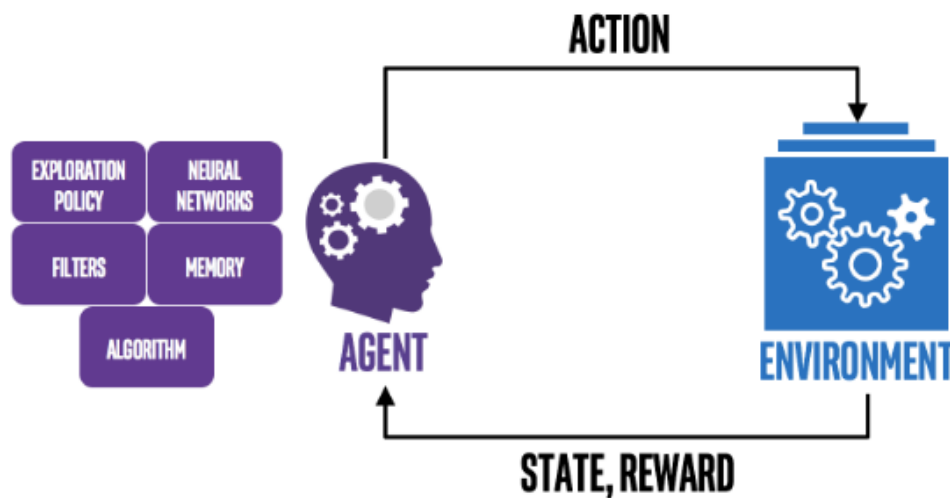 ACTION
EXPLORATION
POLICY
NEURAL
NETWORKS
FILTERS
MEMORY
ALGORITHM
AGENT
ENVIRONMENT
STATE, REWARD